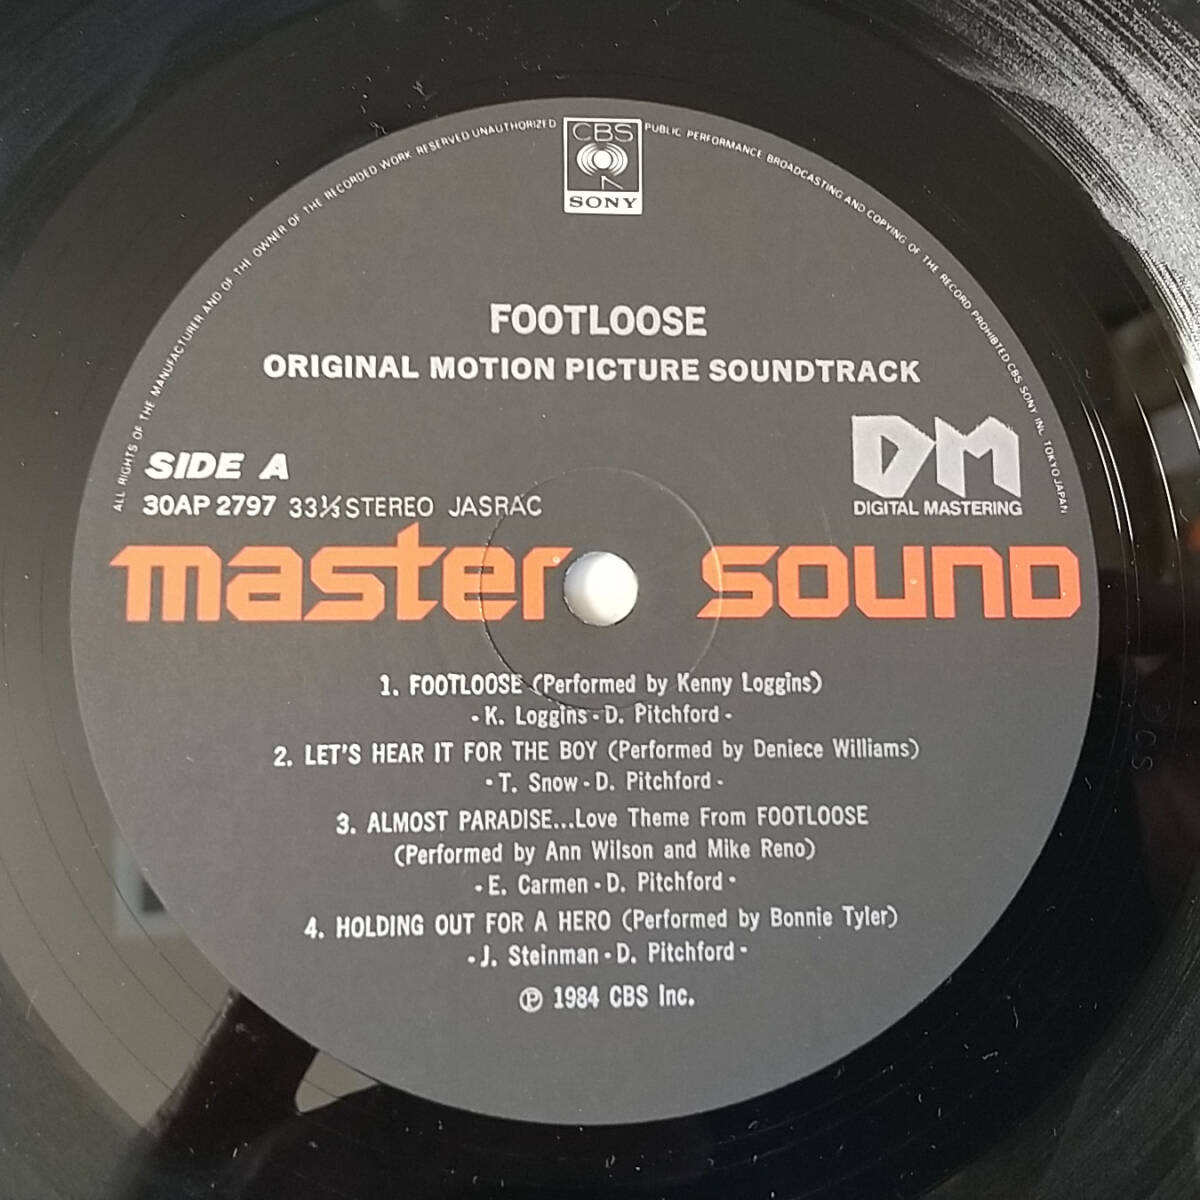 ALL RIGHTS OF THE MANUFACTURER AND OF THE OWNER OF THE RECORDED WORK RESERVED UNAUTHORIZED PUBLIC PERFORMANCE BROADCASTING AND COPYING OF THE RECORD PROHIBITED CBS SONY INC. TOKYO JAPAN
CBS
SONY
FOOTLOOSE
ORIGINAL MOTION PICTURE SOUNDTRACK
SIDE A
30AP 2797 33⅓ STEREO JASRAC
DM
DIGITAL MASTERING
master sound
1. FOOTLOOSE (Performed by Kenny Loggins)
- K. Loggins - D. Pitchford -
2. LET'S HEAR IT FOR THE BOY (Performed by Deniece Williams)
- T. Snow - D. Pitchford -
3. ALMOST PARADISE...Love Theme From FOOTLOOSE
(Performed by Ann Wilson and Mike Reno)
- E. Carmen - D. Pitchford -
4. HOLDING OUT FOR A HERO (Performed by Bonnie Tyler)
- J. Steinman - D. Pitchford -
℗ 1984 CBS Inc.